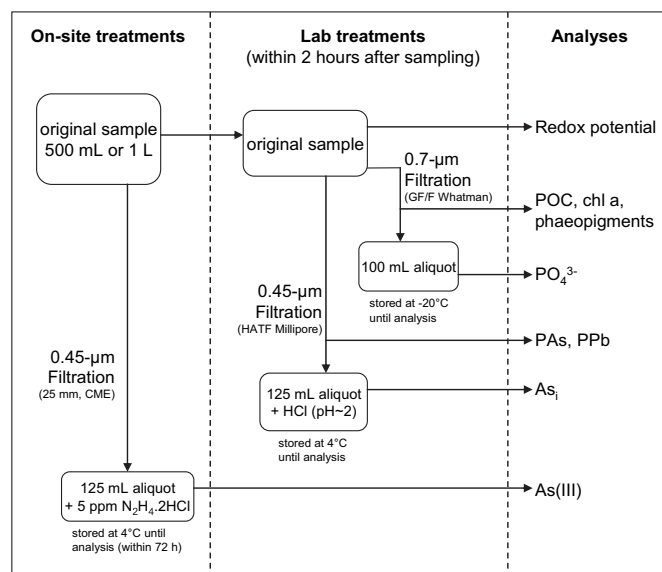 On-site treatments
Lab treatments
(within 2 hours after sampling)
Analyses
original sample
500 mL or 1 L
original sample
Redox potential
0.7-µm
Filtration
(GF/F Whatman)
POC, chl a,
phaeopigments
100 mL aliquot
PO₄³⁻
stored at -20°C
until analysis
0.45-µm
Filtration
(HATF Millipore)
PAs, PPb
0.45-µm
Filtration
(25 mm, CME)
125 mL aliquot
+ HCl (pH~2)
Asᵢ
stored at 4°C
until analysis
125 mL aliquot
+ 5 ppm N₂H₄.2HCl
As(III)
stored at 4°C until
analysis (within 72 h)